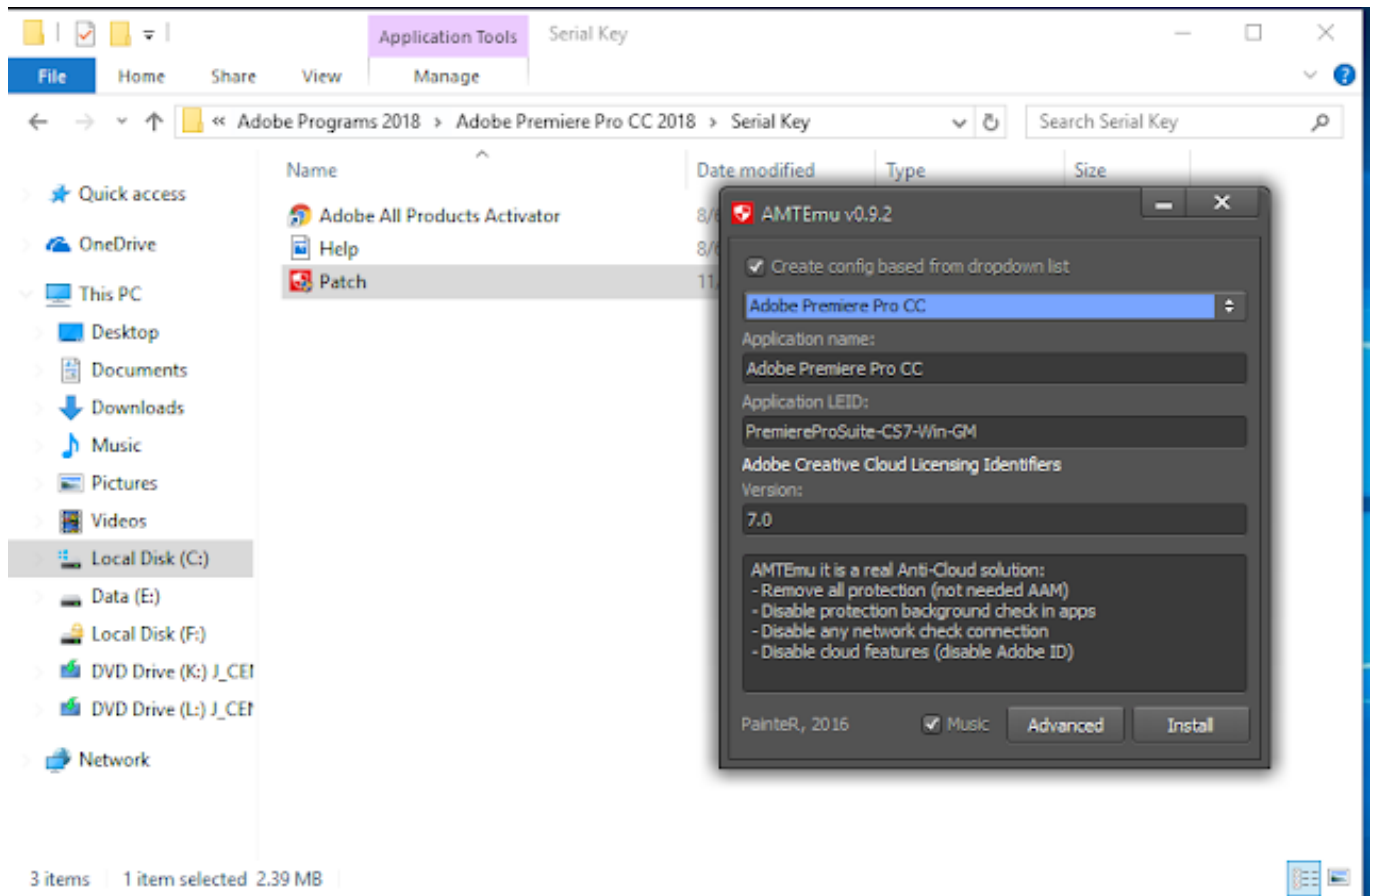 Application Tools
Serial Key
File
Home
Share
View
Manage
« Adobe Programs 2018 › Adobe Premiere Pro CC 2018 › Serial Key
Search Serial Key
Name
Date modified
Type
Size
Quick access
OneDrive
This PC
Desktop
Documents
Downloads
Music
Pictures
Videos
Local Disk (C:)
Data (E:)
Local Disk (F:)
DVD Drive (K:)
DVD Drive (L:)
Network
Adobe All Products Activator
8/
Help
8/
Patch
11
AMTEmu v0.9.2
Create config based from dropdown list
Adobe Premiere Pro CC
Application name:
Adobe Premiere Pro CC
Application LEID:
PremiereProSuite-CS7-Win-GM
Adobe Creative Cloud Licensing Identifiers
Version:
7.0
AMTEmu it is a real Anti-Cloud solution:
- Remove all protection (not needed AAM)
- Disable protection background check in apps
- Disable any network check connection
- Disable cloud features (disable Adobe ID)
PainteR, 2016
Music
Advanced
Install
3 items
1 item selected 2.39 MB